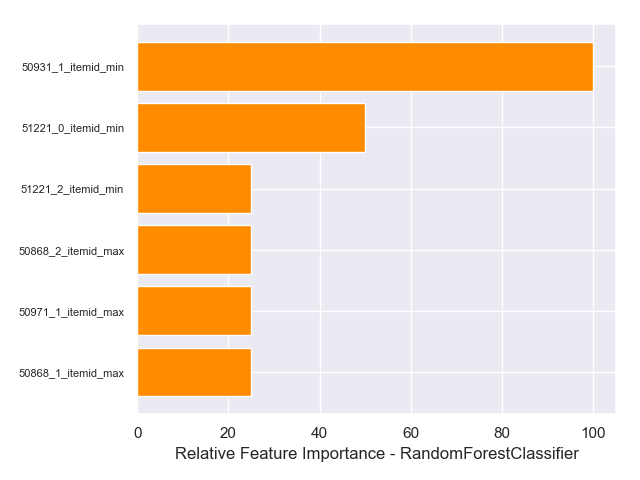 50931_1_itemid_min
51221_0_itemid_min
51221_2_itemid_min
50868_2_itemid_max
50971_1_itemid_max
50868_1_itemid_max
0 20 40 60 80 100
Relative Feature Importance - RandomForestClassifier